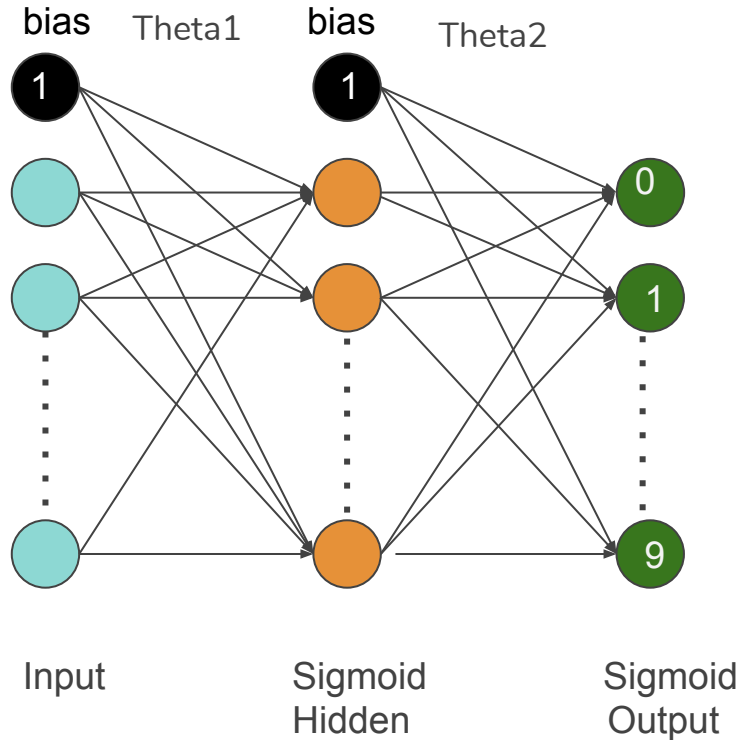 bias
Theta1
bias
Theta2
1
1
0
1
9
Input
Sigmoid
Hidden
Sigmoid
Output